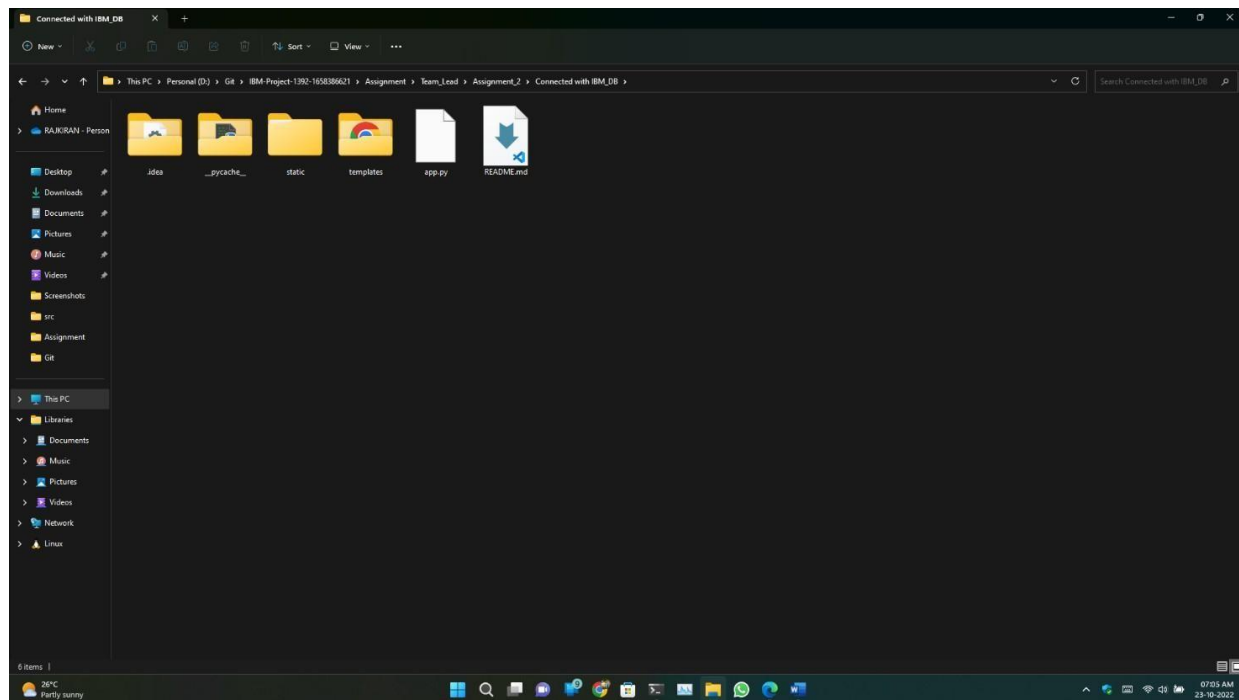 Connected with IBM_DB
New
Sort
View
This PC > Personal (D:) > Git > IBM-Project-1392-1658386621 > Assignment > Team_Lead > Assignment_2 > Connected with IBM_DB >
Search Connected with IBM_DB
Home
RAJKIRAN - Person
Desktop
Downloads
Documents
Pictures
Music
Videos
Screenshots
src
Assignment
Git
This PC
Libraries
Documents
Music
Pictures
Videos
Network
Linux
.idea
__pycache__
static
templates
app.py
README.md
6 items
26°C
Partly sunny
9
07:05 AM
23-10-2022